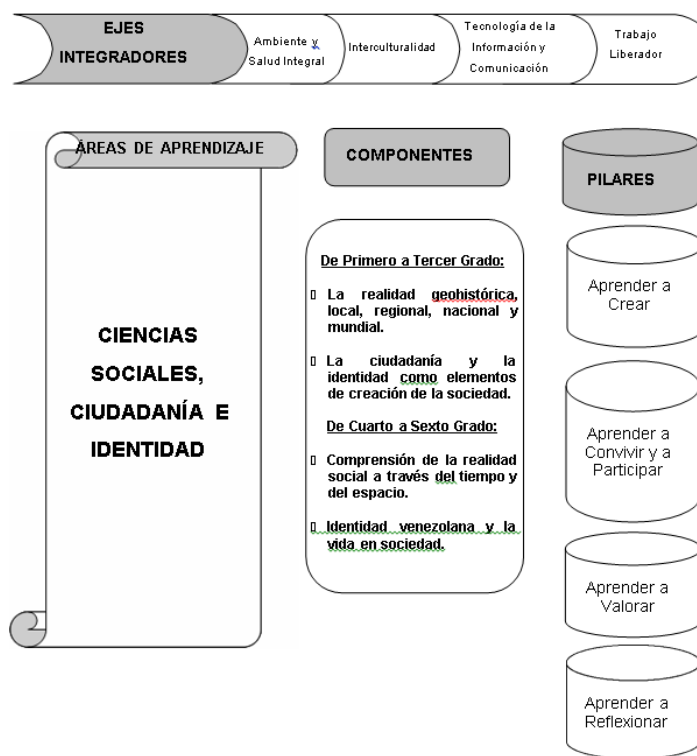 EJES
INTEGRADORES
Ambiente y
Salud Integral
Interculturalidad
Tecnología de la
Información y
Comunicación
Trabajo
Liberador
ÁREAS DE APRENDIZAJE
CIENCIAS
SOCIALES,
CIUDADANÍA E
IDENTIDAD
COMPONENTES
De Primero a Tercer Grado:
La realidad geohistórica,
local, regional, nacional y
mundial.
La ciudadanía y la
identidad como elementos
de creación de la sociedad.
De Cuarto a Sexto Grado:
Comprensión de la realidad
social a través del tiempo y
del espacio.
Identidad venezolana y la
vida en sociedad.
PILARES
Aprender a
Crear
Aprender a
Convivir y a
Participar
Aprender a
Valorar
Aprender a
Reflexionar